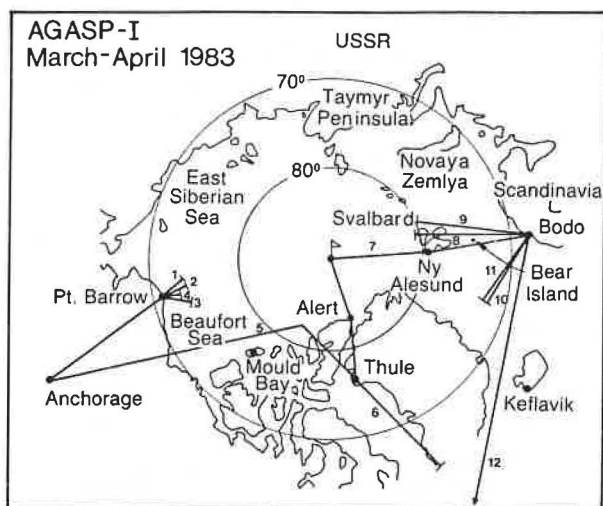 AGASP-I
March-April 1983
USSR
70°
Taymyr
Peninsula
80°
Novaya
Zemlya
East
Siberian
Sea
Scandinavia
Svalbard
9
Bodo
7
8
Ny
Alesund
11
10
Bear
Island
1
2
3
4
Pt. Barrow
Beaufort
Sea
5
Alert
Mould
Bay
Thule
Anchorage
6
Keflavik
12